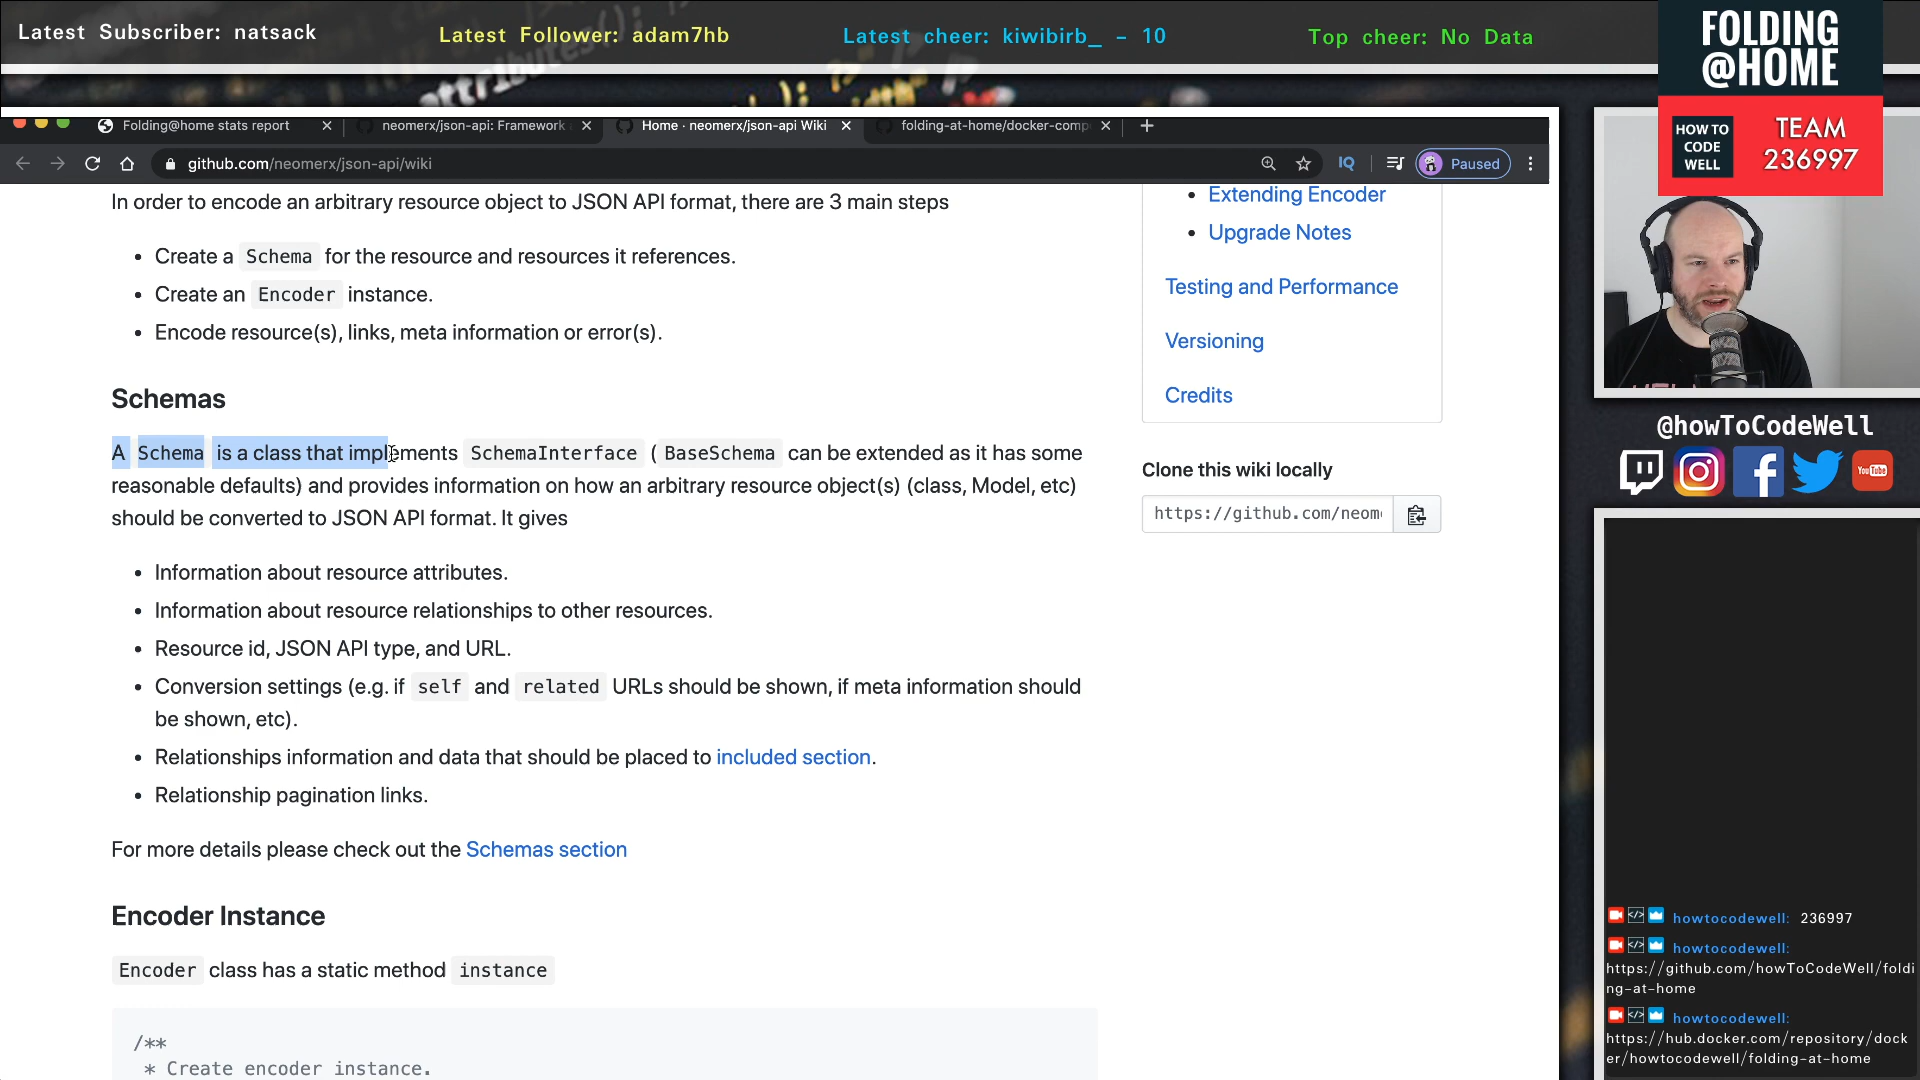 Latest Subscriber: natsack
Latest Follower: adam7hb
Latest cheer: kiwibirb_ - 10
Top cheer: No Data
FOLDING
@HOME
HOW TO
CODE
WELL
TEAM
236997
Folding@home stats report
neomerx/json-api: Framework
Home · neomerx/json-api Wiki
folding-at-home/docker-comp
github.com/neomerx/json-api/wiki
IQ
Paused
In order to encode an arbitrary resource object to JSON API format, there are 3 main steps
• Create a Schema for the resource and resources it references.
• Create an Encoder instance.
• Encode resource(s), links, meta information or error(s).
Schemas
A Schema is a class that implements SchemaInterface ( BaseSchema can be extended as it has some
reasonable defaults) and provides information on how an arbitrary resource object(s) (class, Model, etc)
should be converted to JSON API format. It gives
• Information about resource attributes.
• Information about resource relationships to other resources.
• Resource id, JSON API type, and URL.
• Conversion settings (e.g. if self and related URLs should be shown, if meta information should
be shown, etc).
• Relationships information and data that should be placed to included section.
• Relationship pagination links.
For more details please check out the Schemas section
Encoder Instance
Encoder class has a static method instance
/**
* Create encoder instance.
• Extending Encoder
• Upgrade Notes
Testing and Performance
Versioning
Credits
Clone this wiki locally
https://github.com/neom
@howToCodeWell
You Tube
howtocodewell: 236997
howtocodewell:
https://github.com/howToCodeWell/foldi
ng-at-home
howtocodewell:
https://hub.docker.com/repository/dock
er/howtocodewell/folding-at-home